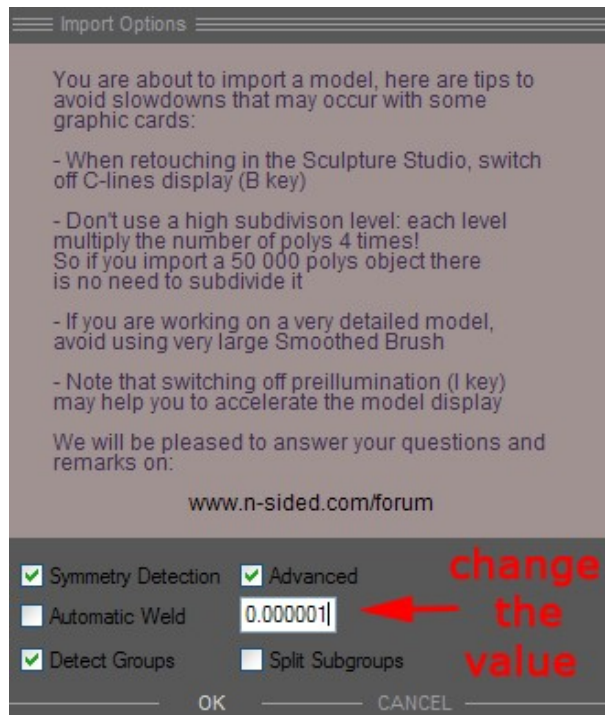 Import Options
You are about to import a model, here are tips to
avoid slowdowns that may occur with some
graphic cards:
- When retouching in the Sculpture Studio, switch
off C-lines display (B key)
- Don't use a high subdivison level: each level
multiply the number of polys 4 times!
So if you import a 50 000 polys object there
is no need to subdivide it
- If you are working on a very detailed model,
avoid using very large Smoothed Brush
- Note that switching off preillumination (I key)
may help you to accelerate the model display
We will be pleased to answer your questions and
remarks on:
www.n-sided.com/forum
Symmetry Detection Advanced
Automatic Weld 0.000001
Detect Groups Split Subgroups
change
the
value
OK CANCEL